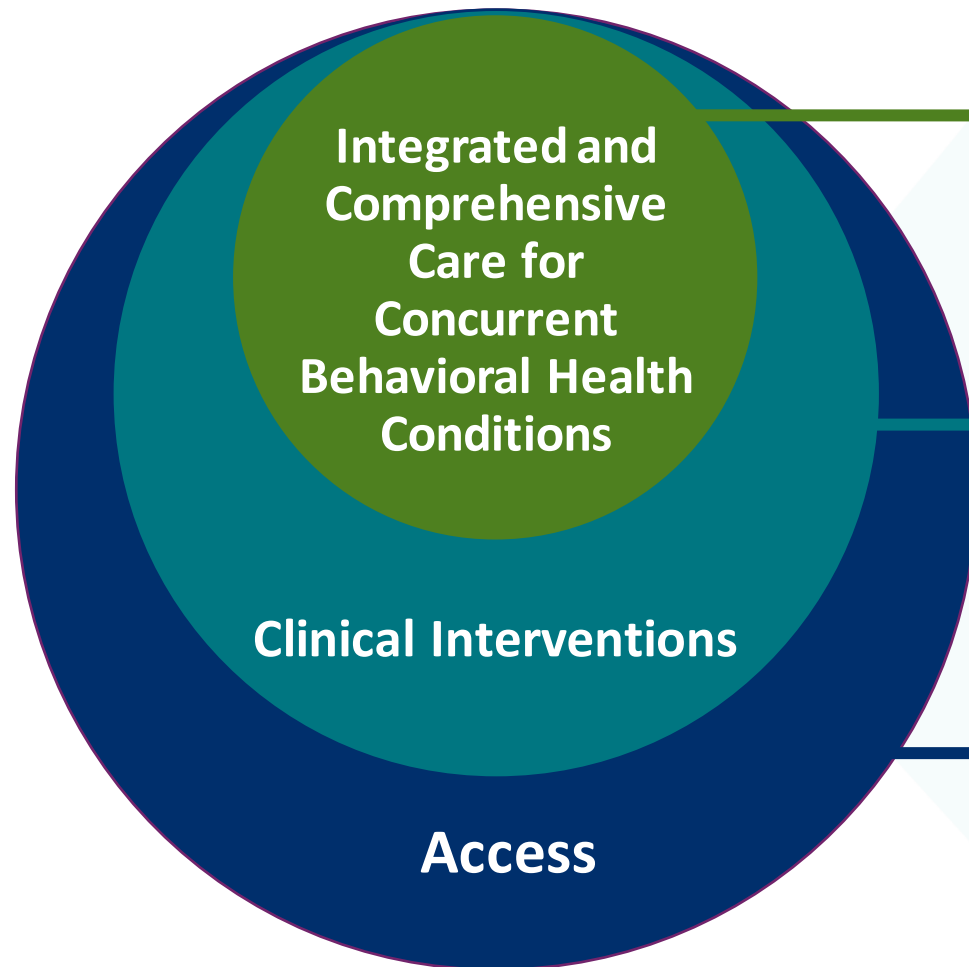 Integrated and
Comprehensive
Care for
Concurrent
Behavioral Health
Conditions
Clinical Interventions
Access